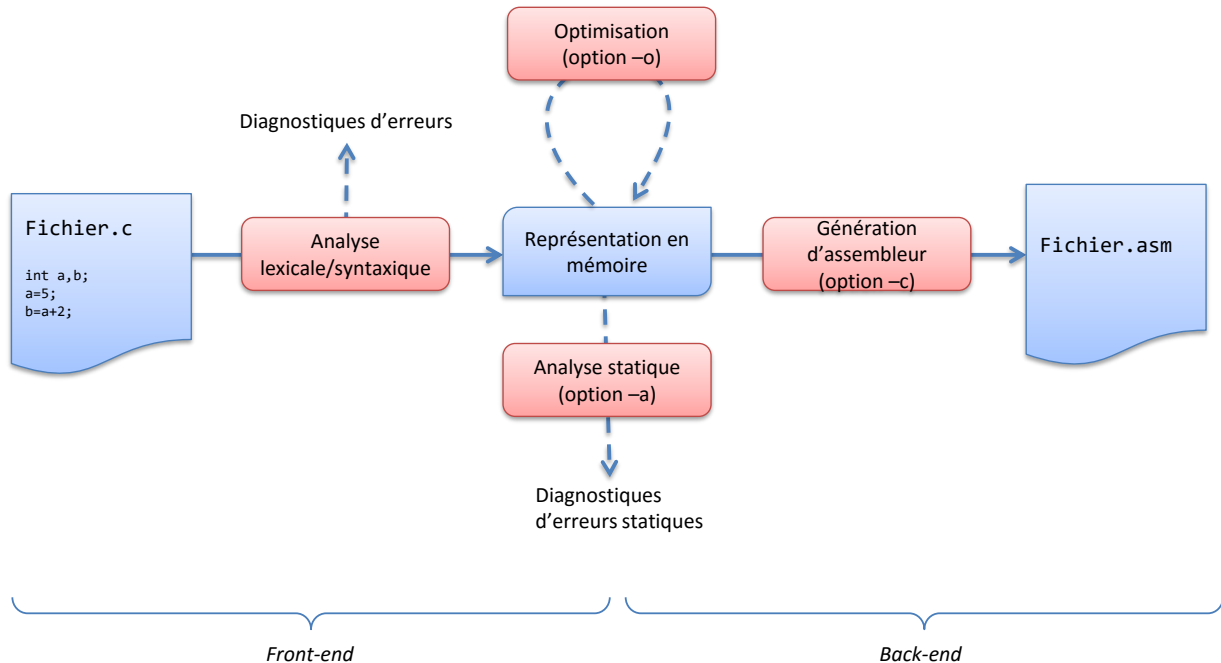 Optimisation
(option –o)
Diagnostiques d’erreurs
Fichier.c
int a,b;
a=5;
b=a+2;
Analyse
lexicale/syntaxique
Représentation en
mémoire
Génération
d’assembleur
(option –c)
Fichier.asm
Analyse statique
(option –a)
Diagnostiques
d’erreurs statiques
Front-end
Back-end